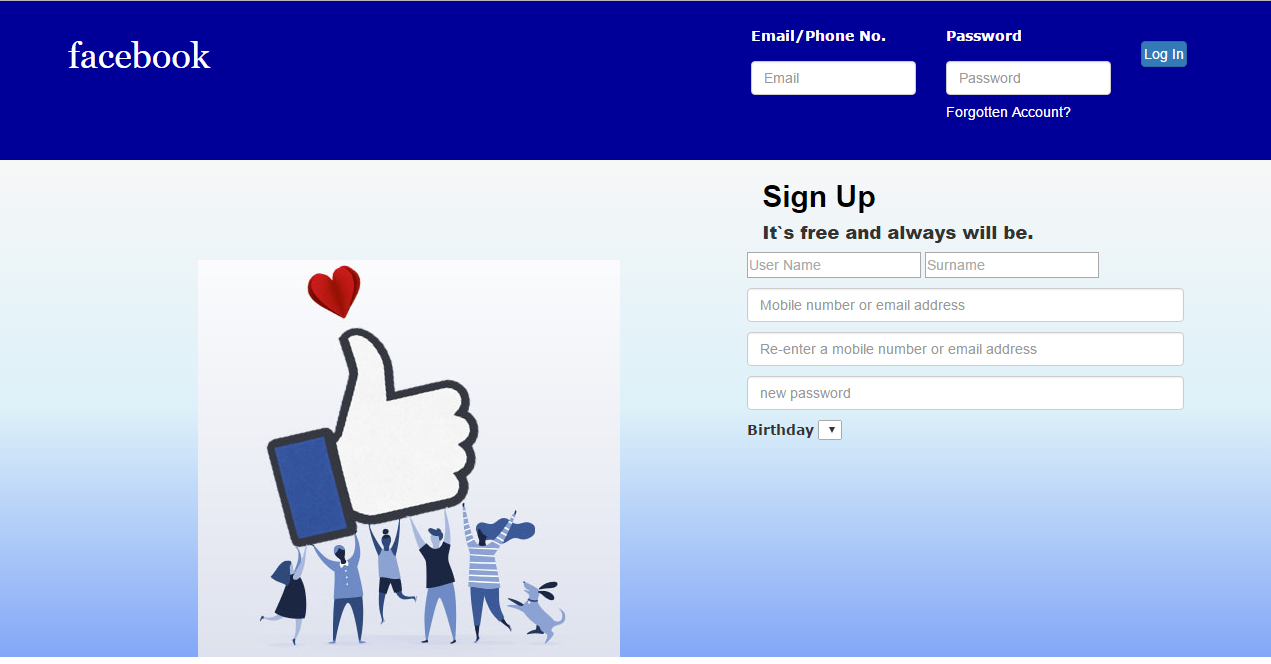 facebook
Email/Phone No.
Password
Email
Password
Log In
Forgotten Account?
Sign Up
It`s free and always will be.
User Name
Surname
Mobile number or email address
Re-enter a mobile number or email address
new password
Birthday